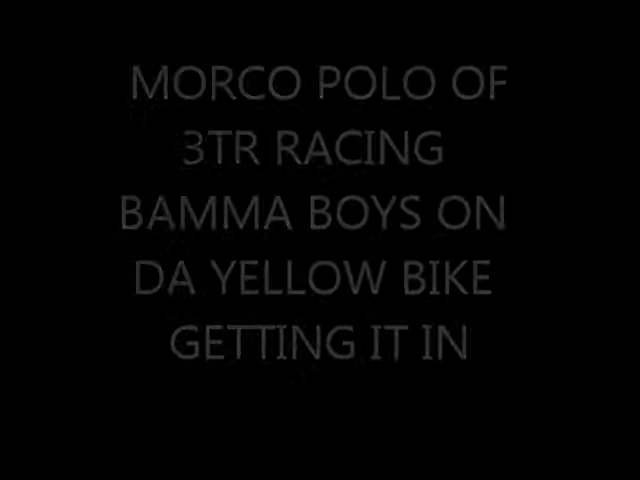 MORCO POLO OF
3TR RACING
BAMMA BOYS ON
DA YELLOW BIKE
GETTING IT IN